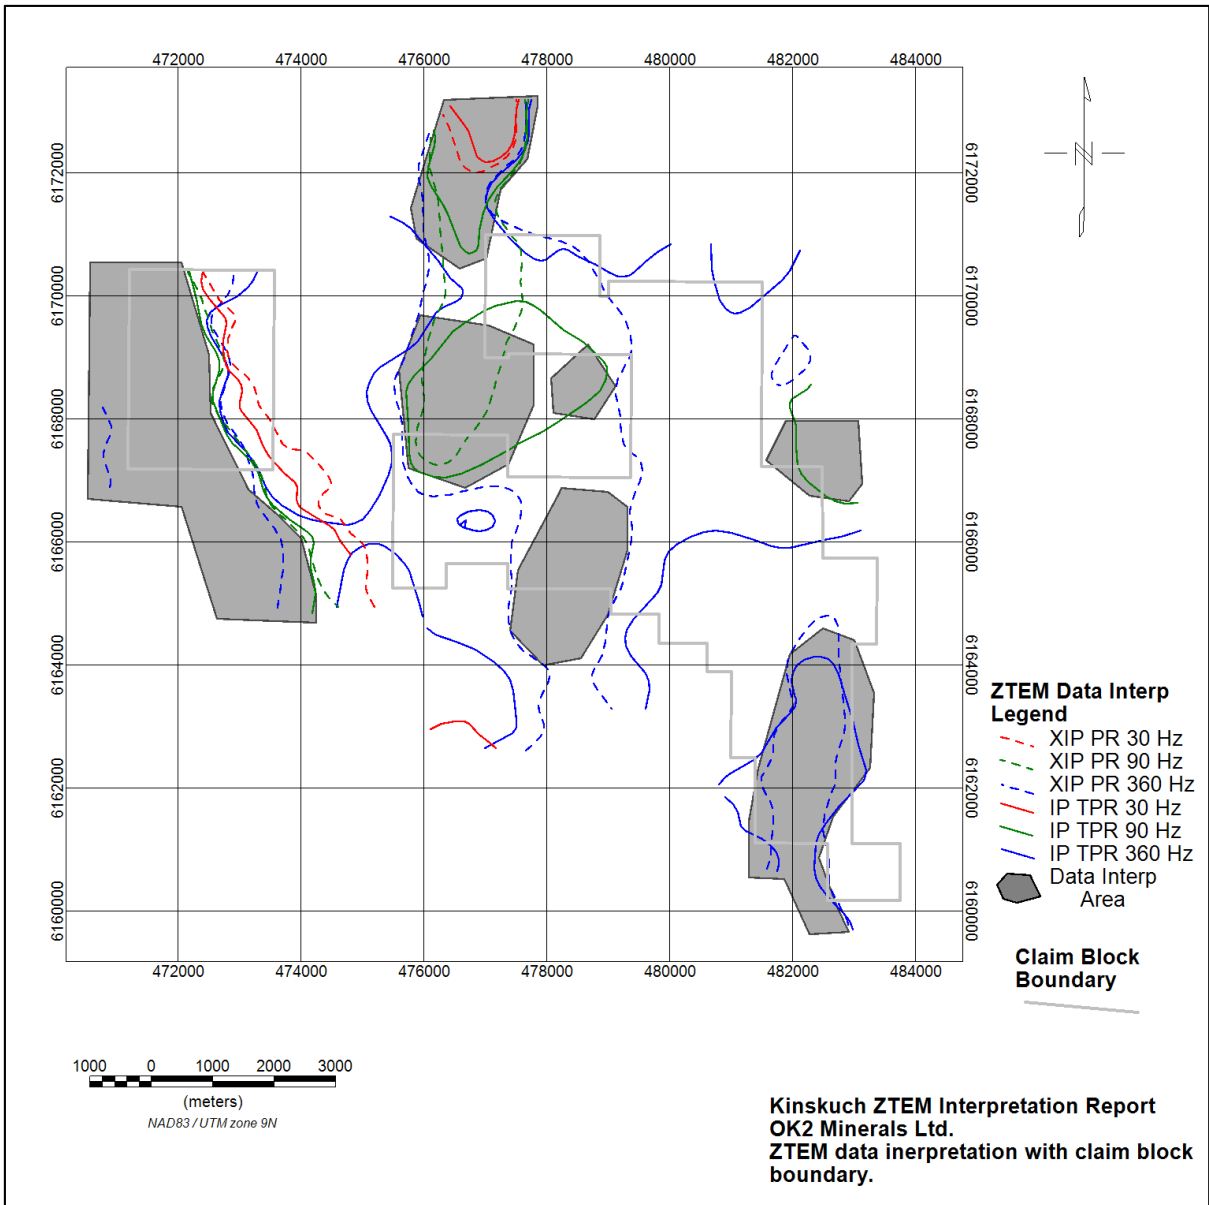 472000 474000 476000 478000 480000 482000 484000
6172000 6172000
6170000 6170000
6168000 6168000
6166000 6166000
6164000 6164000
6162000 6162000
6160000 6160000
472000 474000 476000 478000 480000 482000 484000
N
ZTEM Data Interp
Legend
XIP PR 30 Hz
XIP PR 90 Hz
XIP PR 360 Hz
IP TPR 30 Hz
IP TPR 90 Hz
IP TPR 360 Hz
Data Interp
Area
Claim Block
Boundary
1000 0 1000 2000 3000
(meters)
NAD83 / UTM zone 9N
Kinskuch ZTEM Interpretation Report
OK2 Minerals Ltd.
ZTEM data inerpretation with claim block
boundary.